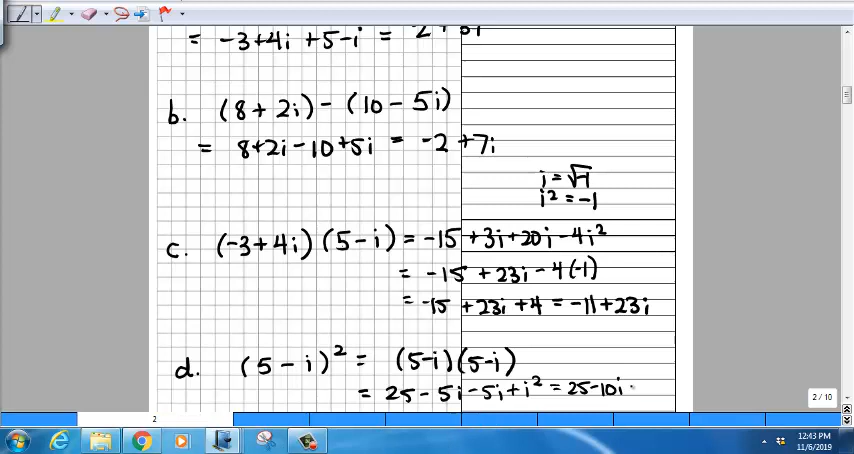 = -3+4i +5-i = -2 + 3i
b. (8 + 2i) - (10 - 5i)
= 8+2i-10+5i = -2 +7i
i = √-1
i² = -1
c. (-3+4i)(5-i) = -15 +3i+20i-4i²
= -15 + 23i - 4(-1)
= -15 +23i +4 = -11+23i
d. (5-i)² = (5-i)(5-i)
= 25 - 5i - 5i + i² = 25-10i
2 / 10
2
12:43 PM
11/6/2019